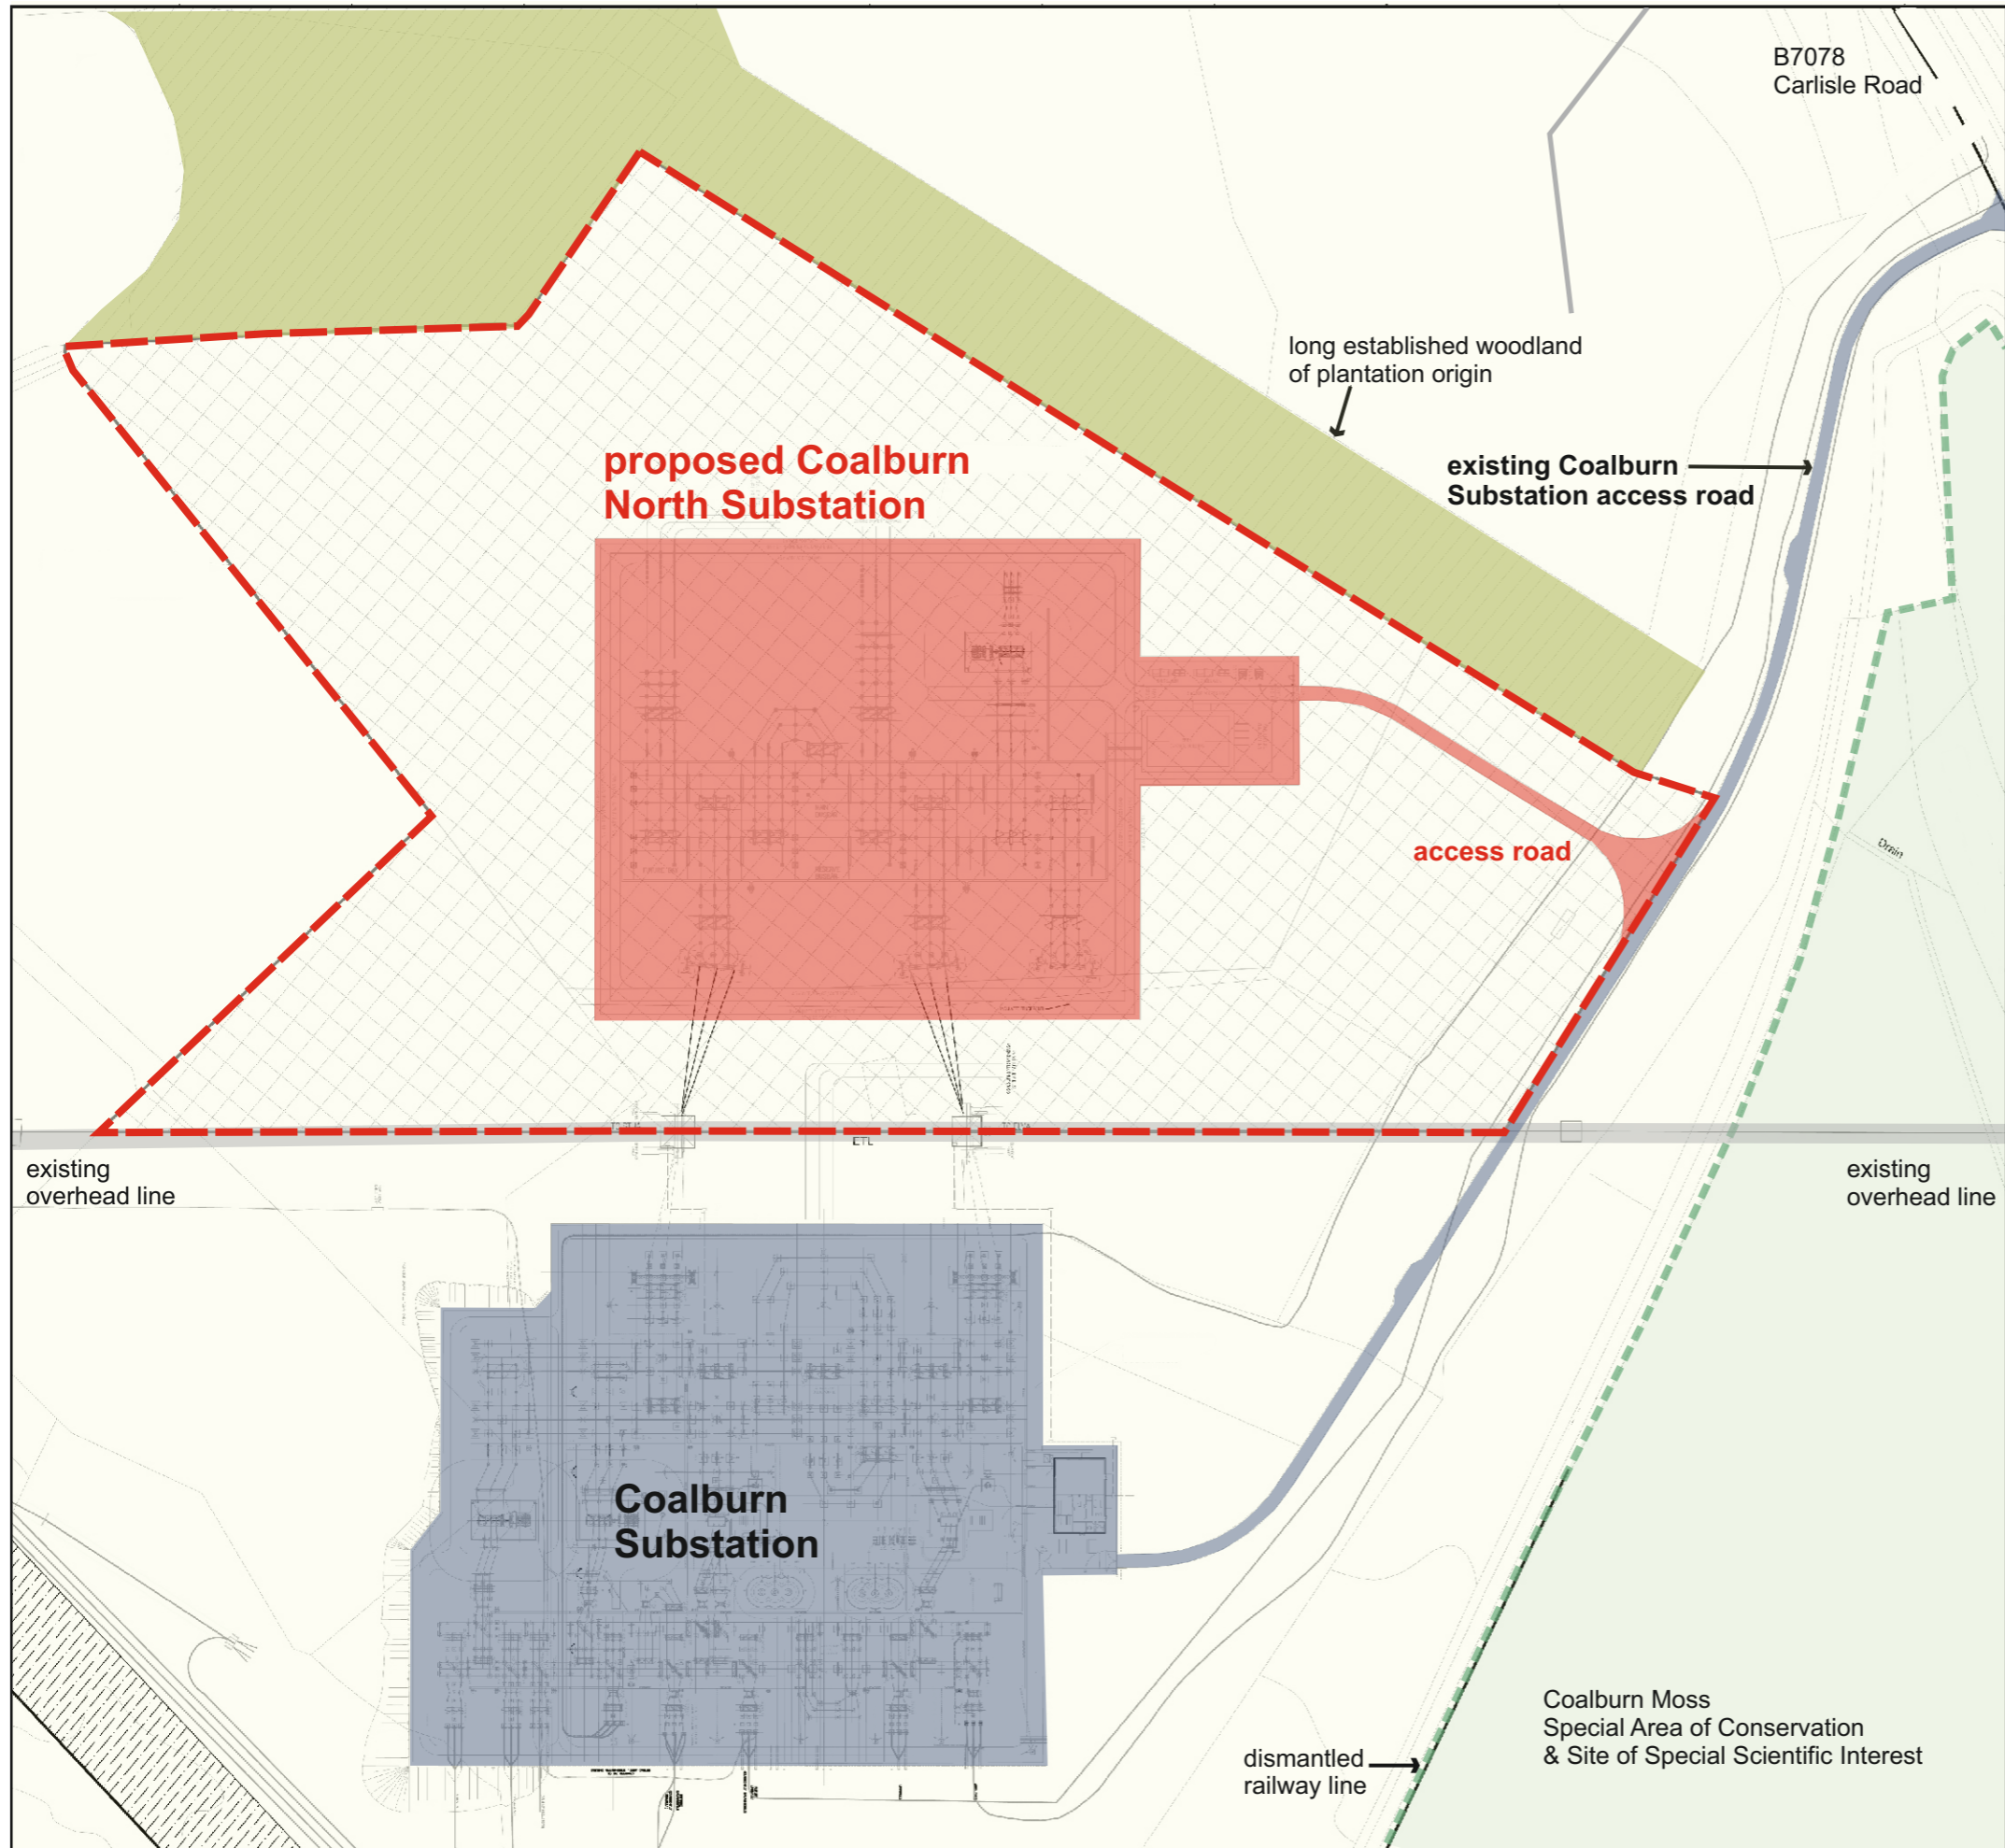 B7078
Carlisle Road
long established woodland
of plantation origin
existing Coalburn
Substation access road
proposed Coalburn
North Substation
access road
Drain
ETL
existing
overhead line
existing
overhead line
Coalburn
Substation
Coalburn Moss
Special Area of Conservation
& Site of Special Scientific Interest
dismantled
railway line